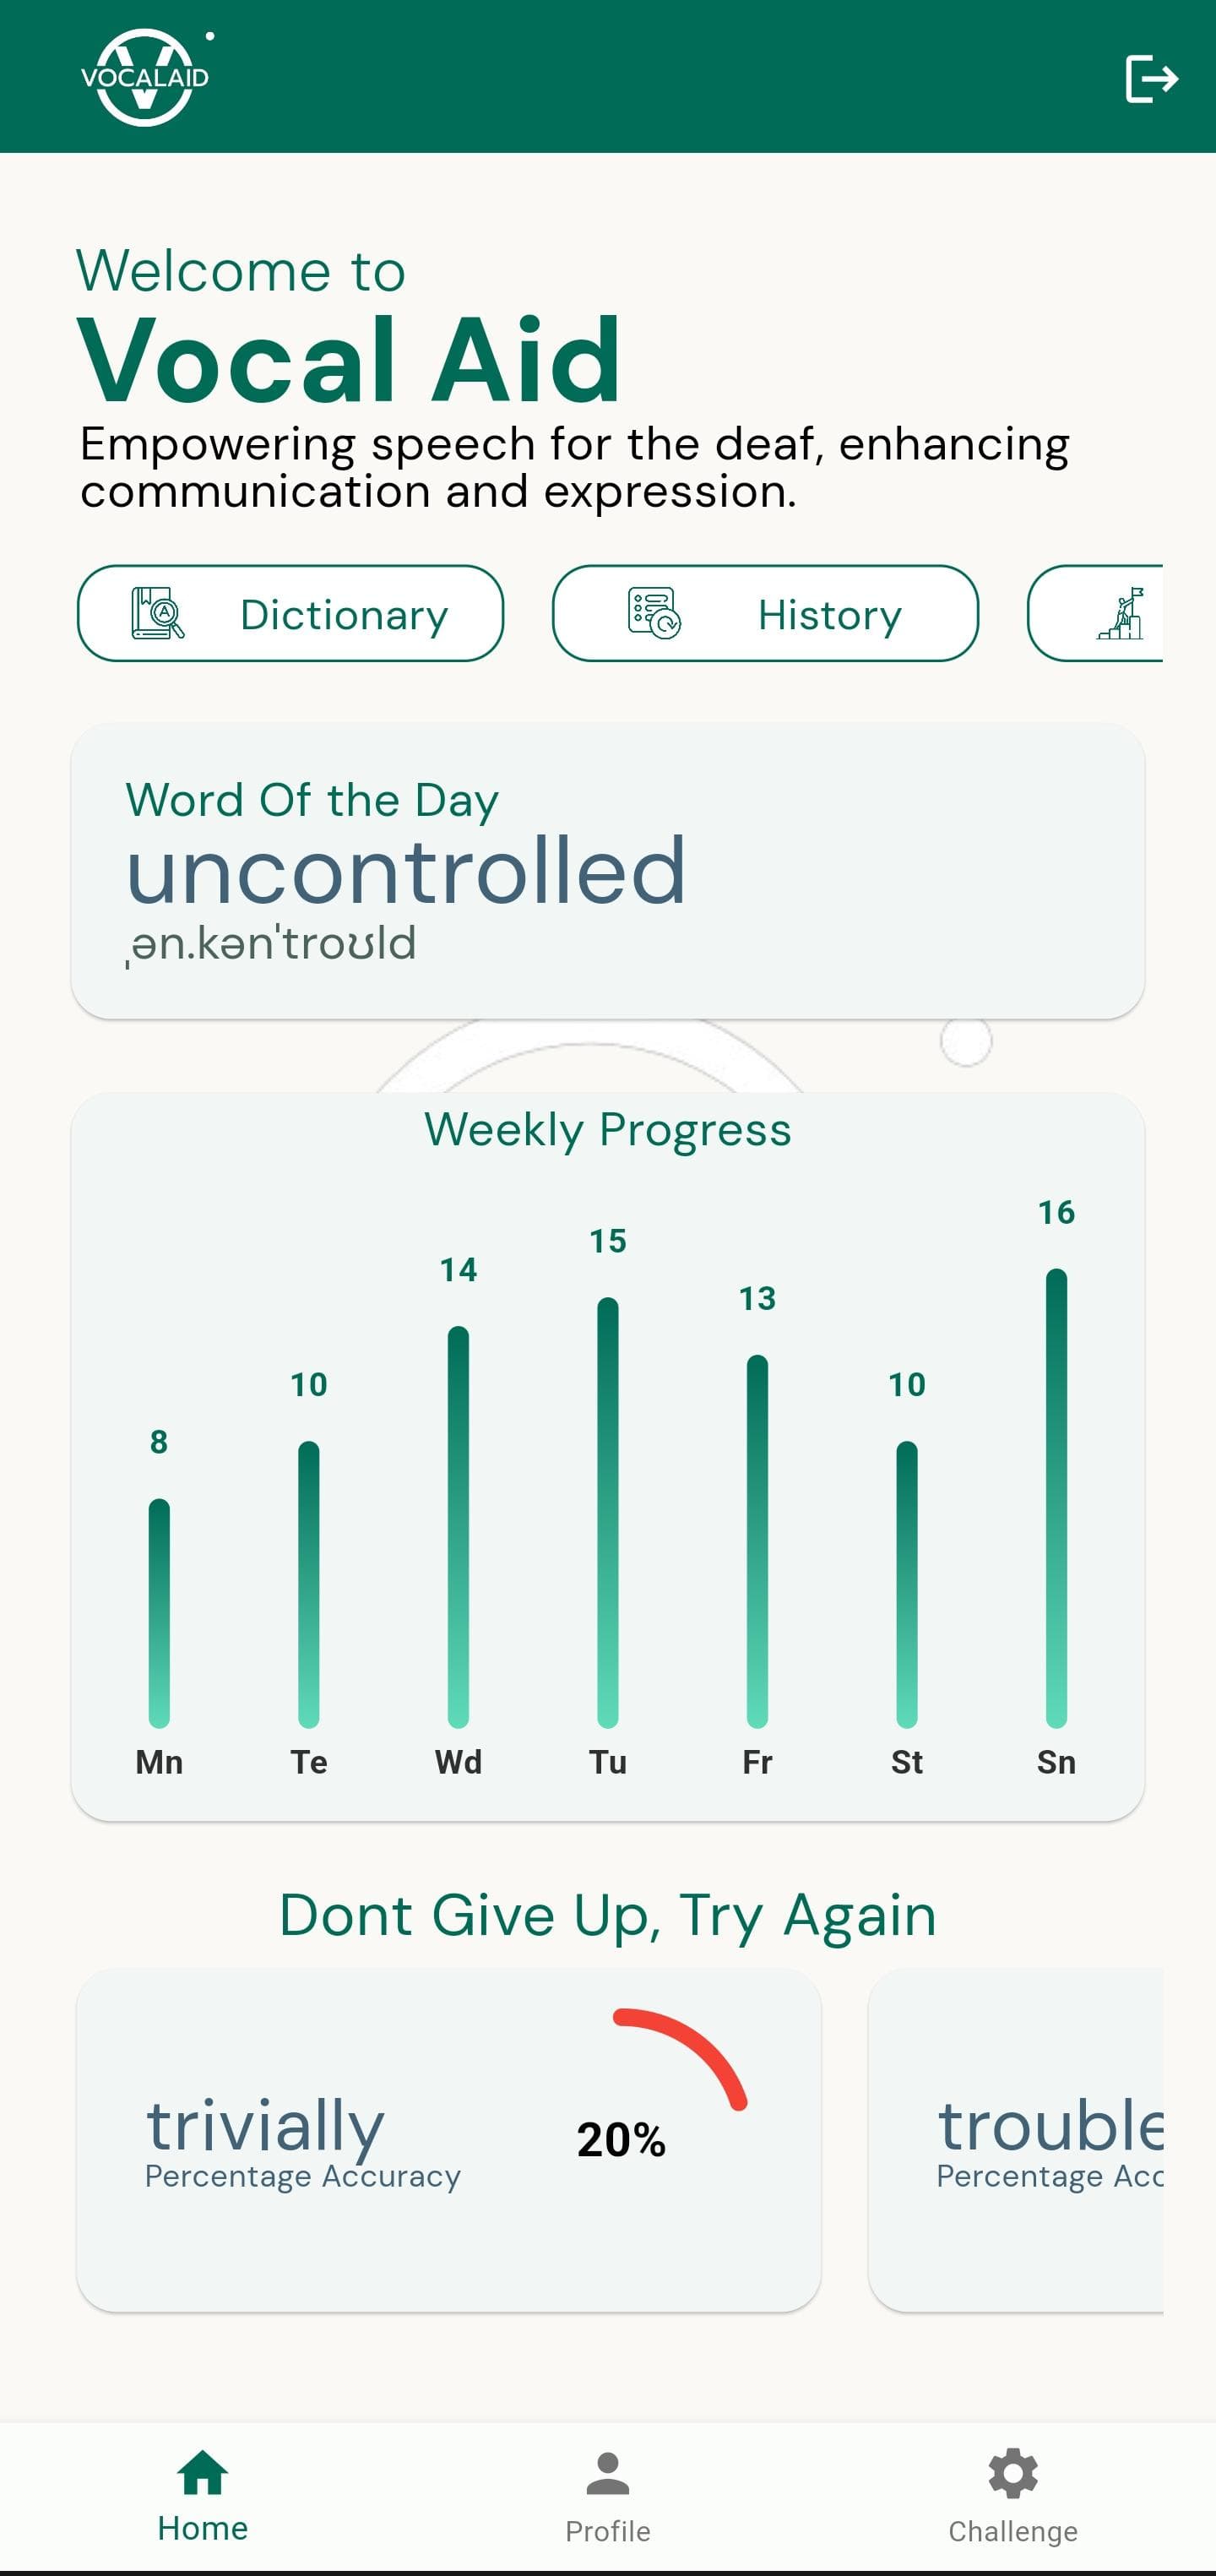 VOCALAID
Welcome to
Vocal Aid
Empowering speech for the deaf, enhancing
communication and expression.
Dictionary
History
Word Of the Day
uncontrolled
ˌən.kənˈtroʊld
Weekly Progress
8 10 14 15 13 10 16
Mn Te Wd Tu Fr St Sn
Dont Give Up, Try Again
trivially
Percentage Accuracy
20%
trouble
Percentage Acc
Home Profile Challenge